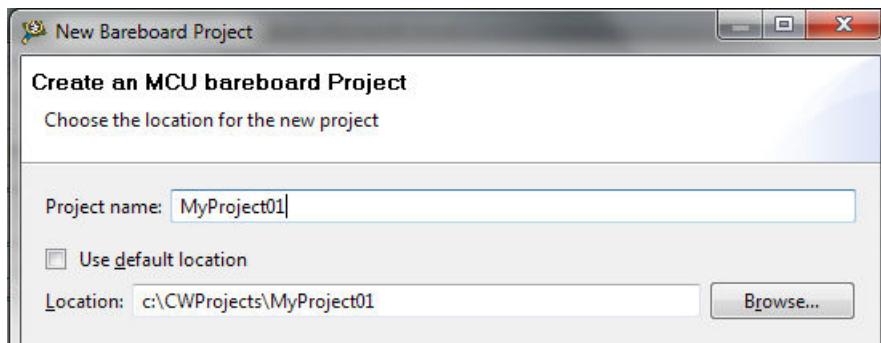 New Bareboard Project
Create an MCU bareboard Project
Choose the location for the new project
Project name: MyProject01
Use default location
Location: c:\CWProjects\MyProject01 Browse...